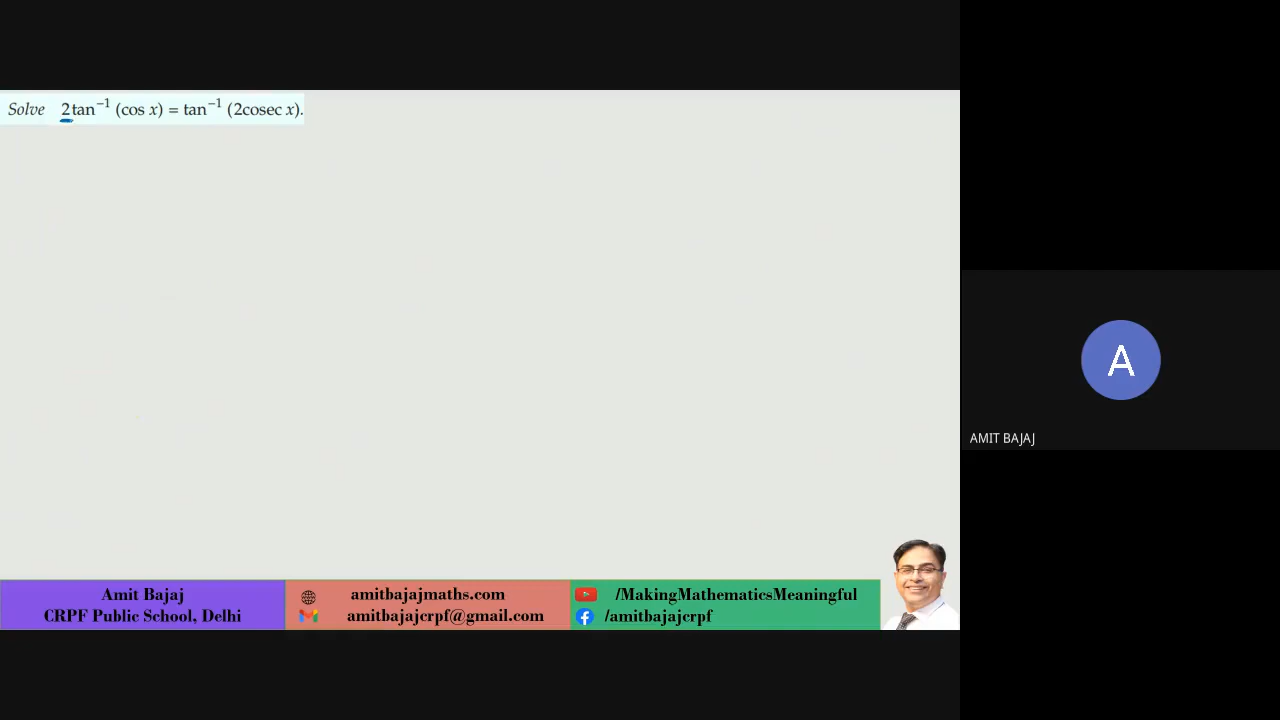 Solve 2tan⁻¹ (cos x) = tan⁻¹ (2cosec x).
A
AMIT BAJAJ
Amit Bajaj
CRPF Public School, Delhi
amitbajajmaths.com
amitbajajcrpf@gmail.com
/MakingMathematicsMeaningful
/amitbajajcrpf